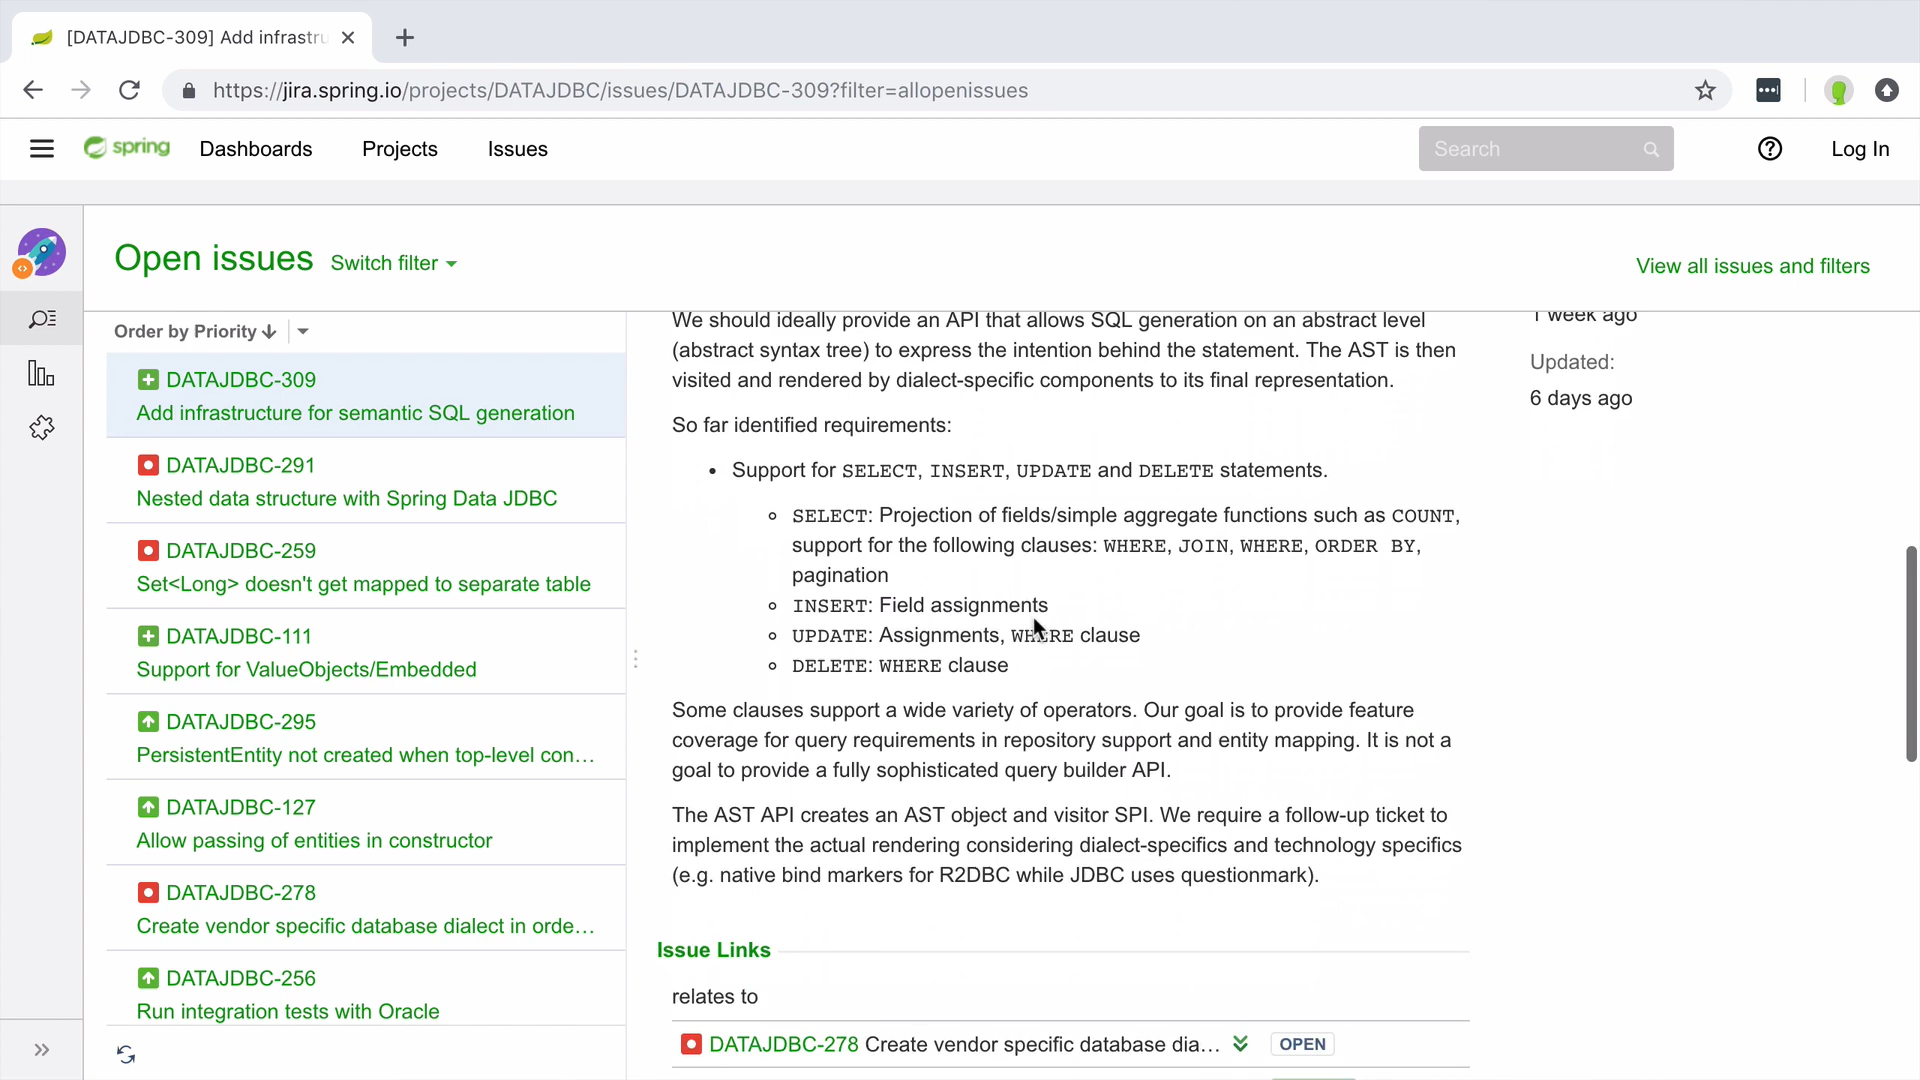 [DATAJDBC-309] Add infrastru
https://jira.spring.io/projects/DATAJDBC/issues/DATAJDBC-309?filter=allopenissues
spring
Dashboards
Projects
Issues
Search
Log In
Open issues
Switch filter
View all issues and filters
Order by Priority
DATAJDBC-309
Add infrastructure for semantic SQL generation
DATAJDBC-291
Nested data structure with Spring Data JDBC
DATAJDBC-259
Set<Long> doesn't get mapped to separate table
DATAJDBC-111
Support for ValueObjects/Embedded
DATAJDBC-295
PersistentEntity not created when top-level con...
DATAJDBC-127
Allow passing of entities in constructor
DATAJDBC-278
Create vendor specific database dialect in orde...
DATAJDBC-256
Run integration tests with Oracle
We should ideally provide an API that allows SQL generation on an abstract level
(abstract syntax tree) to express the intention behind the statement. The AST is then
visited and rendered by dialect-specific components to its final representation.
So far identified requirements:
• Support for SELECT, INSERT, UPDATE and DELETE statements.
◦ SELECT: Projection of fields/simple aggregate functions such as COUNT,
support for the following clauses: WHERE, JOIN, WHERE, ORDER BY,
pagination
◦ INSERT: Field assignments
◦ UPDATE: Assignments, WHERE clause
◦ DELETE: WHERE clause
Some clauses support a wide variety of operators. Our goal is to provide feature
coverage for query requirements in repository support and entity mapping. It is not a
goal to provide a fully sophisticated query builder API.
The AST API creates an AST object and visitor SPI. We require a follow-up ticket to
implement the actual rendering considering dialect-specifics and technology specifics
(e.g. native bind markers for R2DBC while JDBC uses questionmark).
Issue Links
relates to
DATAJDBC-278 Create vendor specific database dia...
OPEN
1 week ago
Updated:
6 days ago